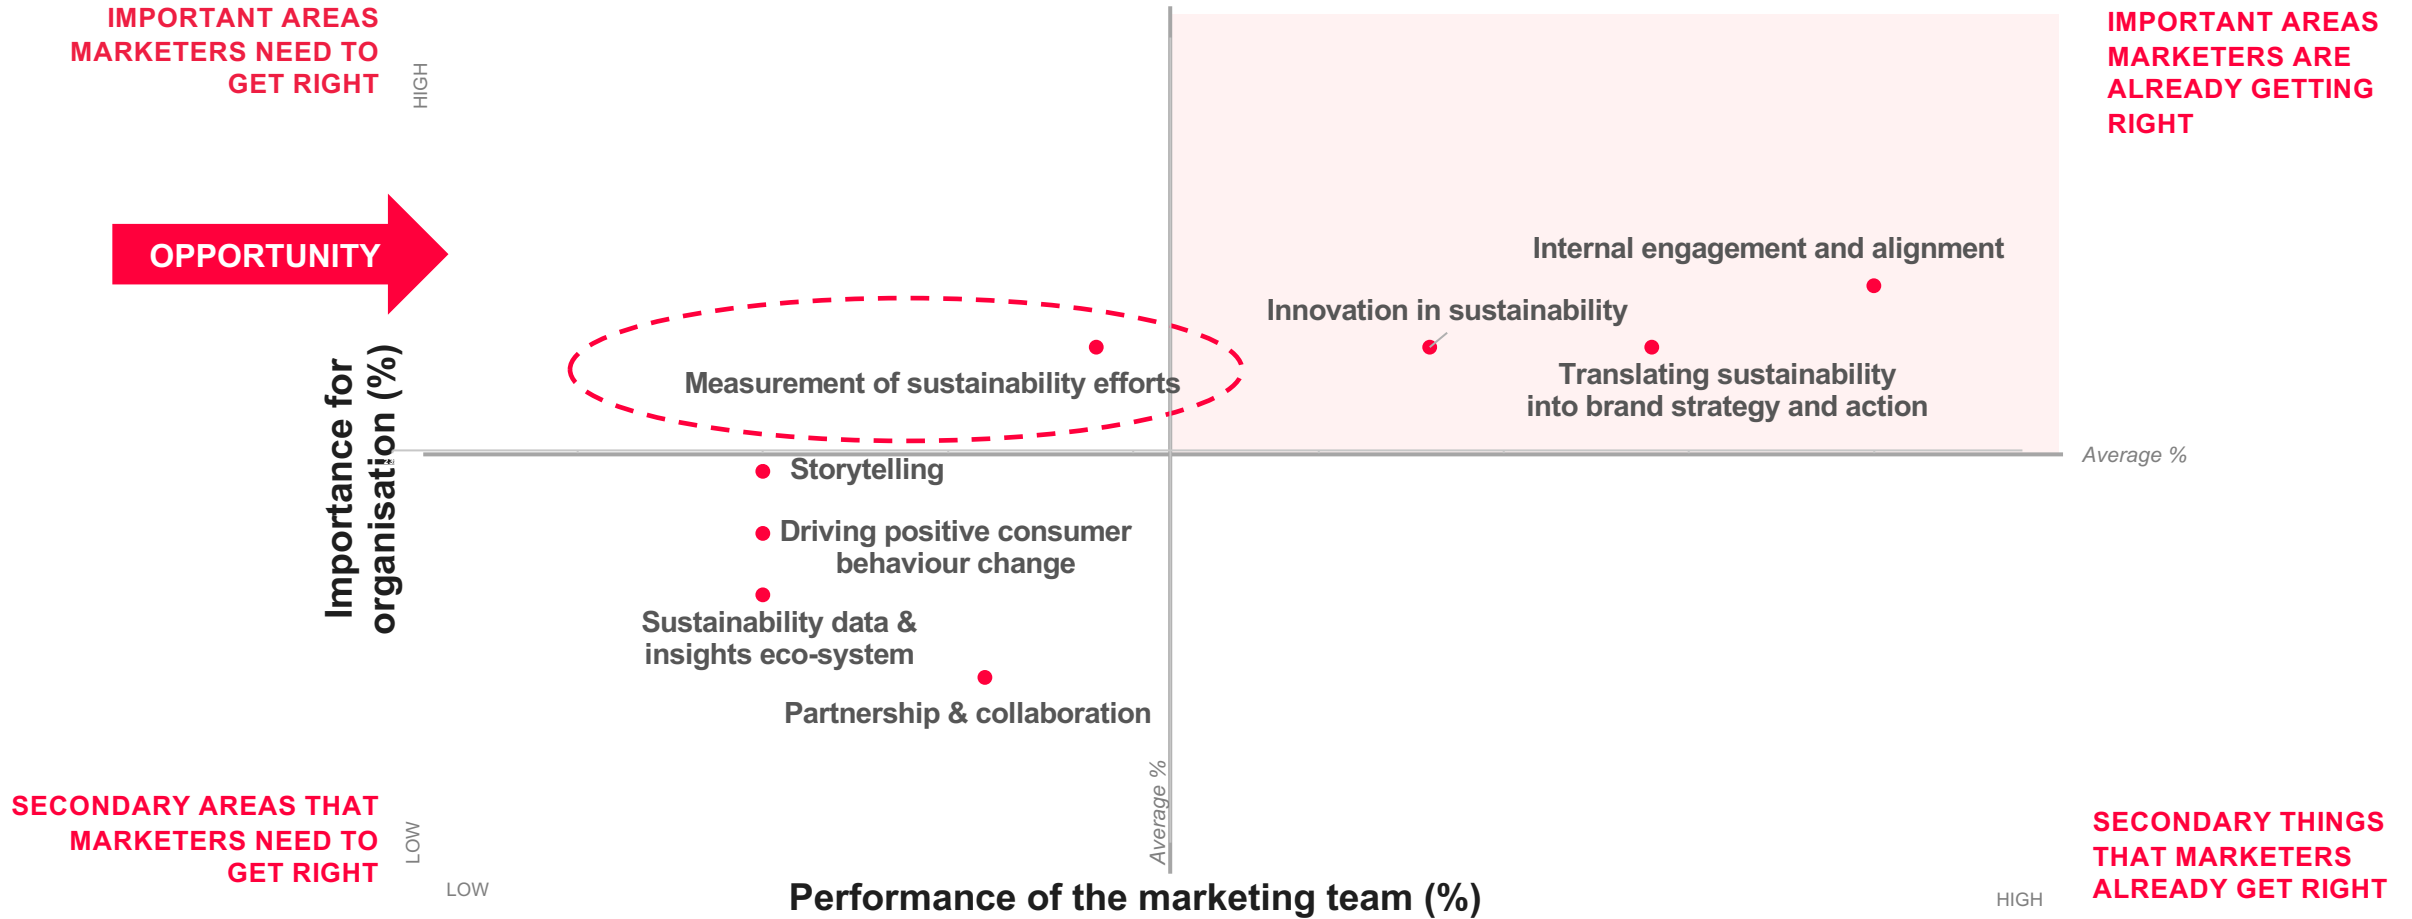 IMPORTANT AREAS
MARKETERS NEED TO
GET RIGHT
HIGH
IMPORTANT AREAS
MARKETERS ARE
ALREADY GETTING
RIGHT
OPPORTUNITY
Internal engagement and alignment
Innovation in sustainability
Measurement of sustainability efforts
Translating sustainability
into brand strategy and action
Importance for
organisation (%)
Average %
Storytelling
Driving positive consumer
behaviour change
Sustainability data &
insights eco-system
Partnership & collaboration
Average %
SECONDARY AREAS THAT
MARKETERS NEED TO
GET RIGHT
LOW
LOW
Performance of the marketing team (%)
HIGH
SECONDARY THINGS
THAT MARKETERS
ALREADY GET RIGHT